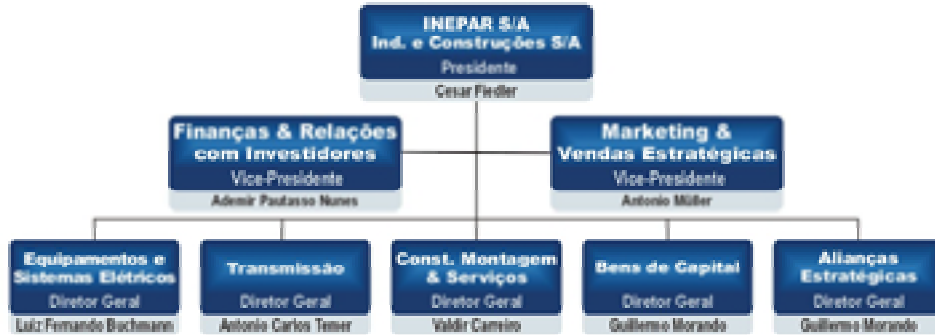 INEPAR S/A
Ind. e Construções S/A
Presidente
Cesar Fiedler
Finanças & Relações
com Investidores
Vice-Presidente
Ademir Pautasso Nunes
Marketing &
Vendas Estratégicas
Vice-Presidente
Antonio Müller
Equipamentos e
Sistemas Elétricos
Diretor Geral
Luiz Fernando Buchmann
Transmissão
Diretor Geral
Antonio Carlos Temer
Const. Montagem
& Serviços
Diretor Geral
Valdir Carreiro
Bens de Capital
Diretor Geral
Guillermo Morando
Alianças
Estratégicas
Diretor Geral
Guillermo Morando